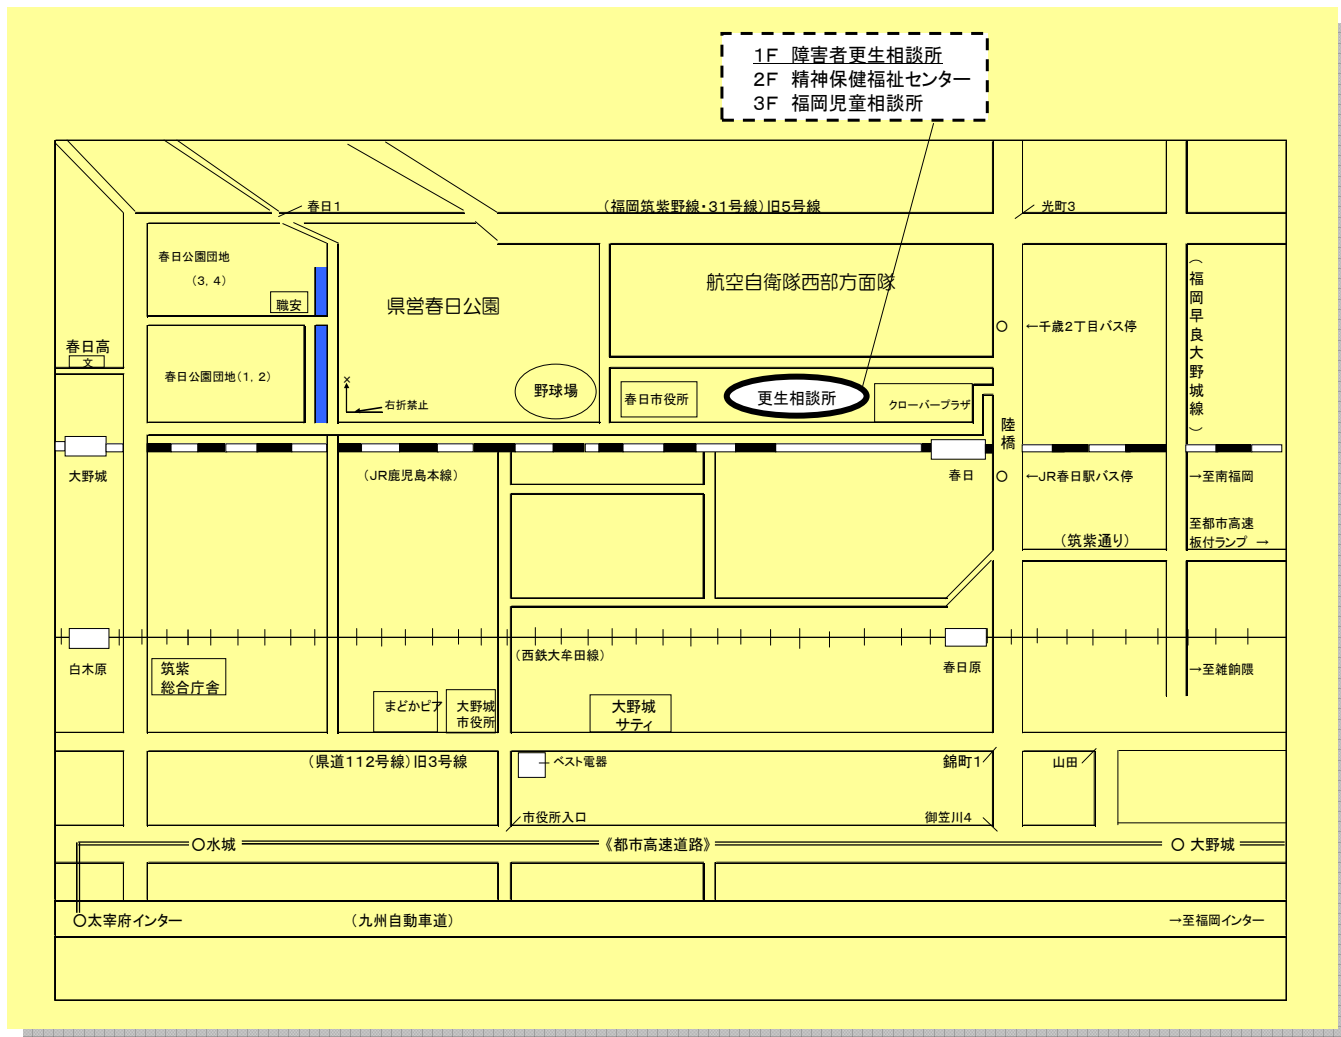 1F 障害者更生相談所
2F 精神保健福祉センター
3F 福岡児童相談所
春日1
(福岡筑紫野線・31号線)旧5号線
光町3
春日公園団地
(3, 4)
職安
県営春日公園
航空自衛隊西部方面隊
(福岡早良大野城線)
←千歳2丁目バス停
春日高
文
春日公園団地(1, 2)
×
右折禁止
野球場
春日市役所
更生相談所
クローバープラザ
陸橋
大野城
(JR鹿児島本線)
春日
←JR春日駅バス停
→至南福岡
至都市高速
板付ランプ →
(筑紫通り)
白木原
(西鉄大牟田線)
春日原
→至雑餉隈
筑紫
総合庁舎
まどかピア
大野城
市役所
大野城
サティ
(県道112号線)旧3号線
ベスト電器
錦町1
山田
市役所入口
御笠川4
〇水城
《都市高速道路》
〇 大野城
〇太宰府インター
(九州自動車道)
→至福岡インター